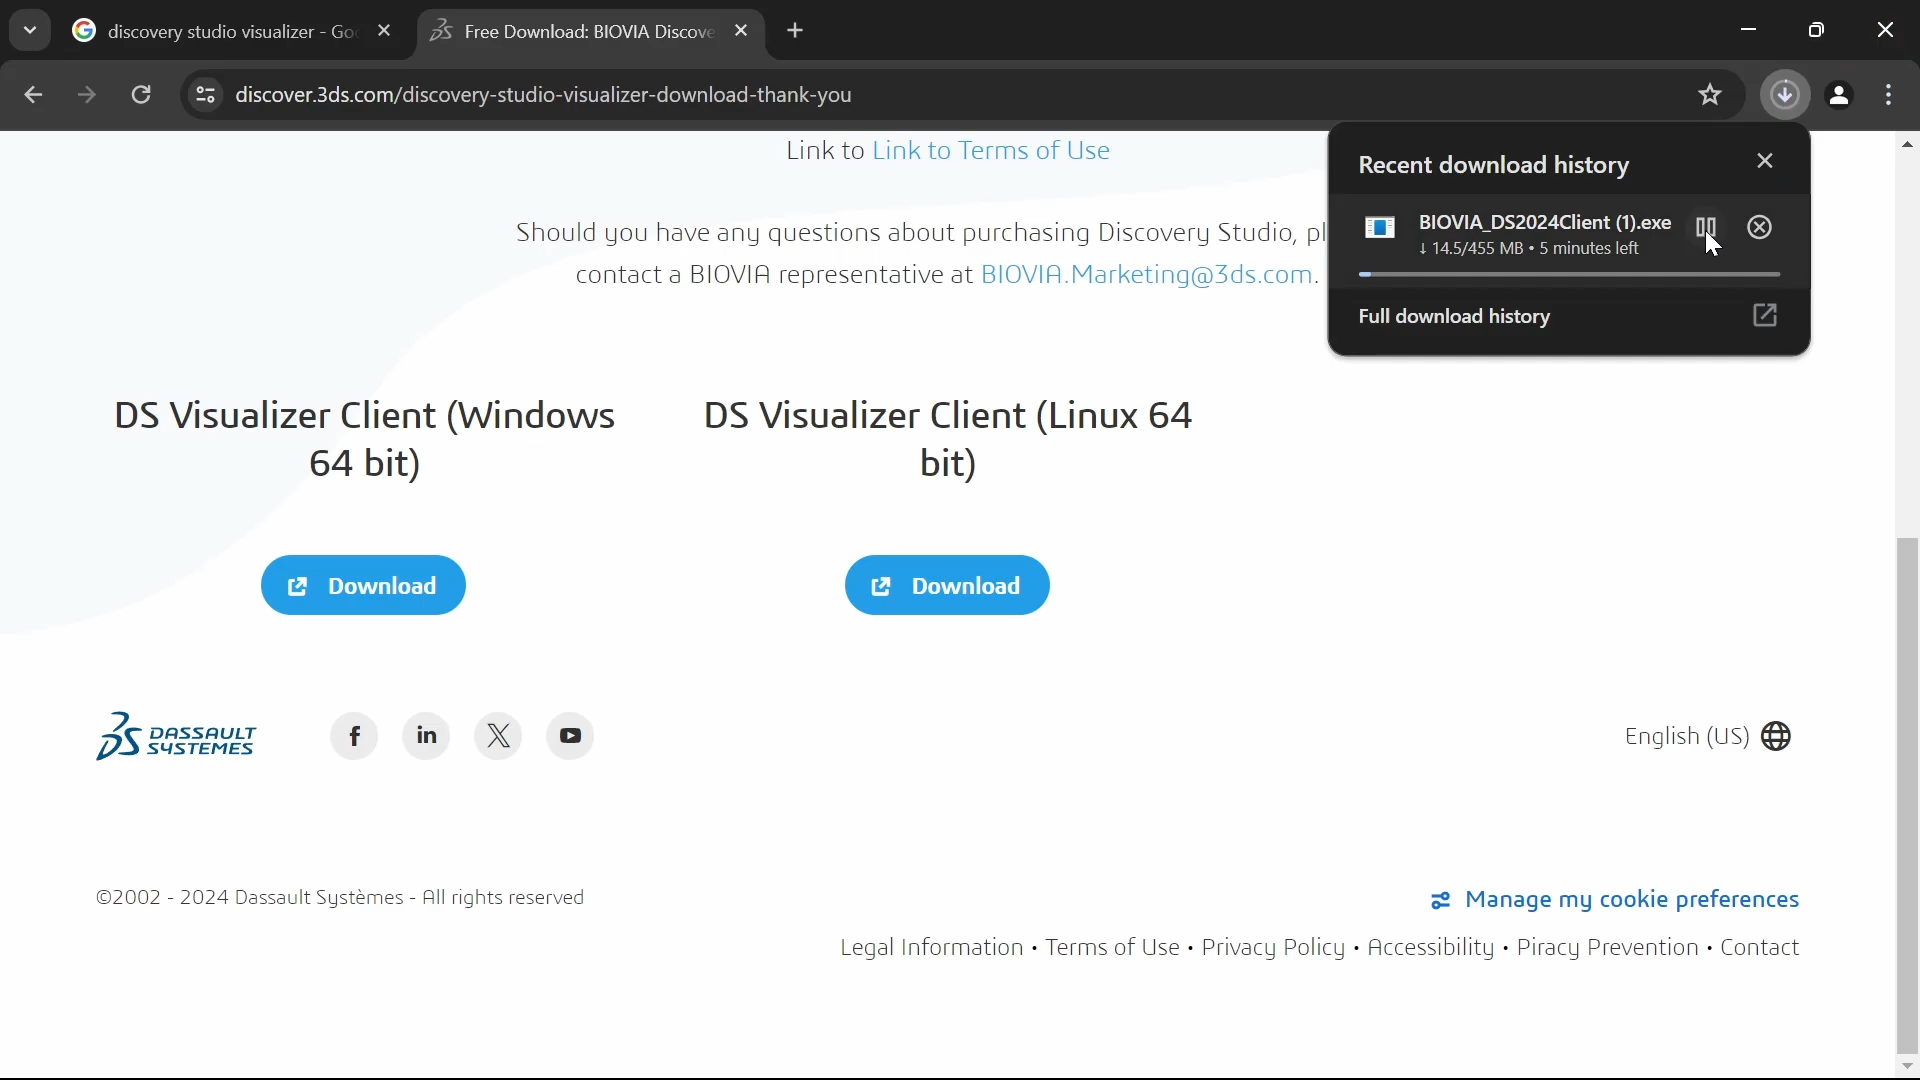 discovery studio visualizer - Go
Free Download: BIOVIA Discove
discover.3ds.com/discovery-studio-visualizer-download-thank-you
Link to Link to Terms of Use
Should you have any questions about purchasing Discovery Studio, pl
contact a BIOVIA representative at BIOVIA.Marketing@3ds.com.
Recent download history
BIOVIA_DS2024Client (1).exe
↓ 14.5/455 MB • 5 minutes left
Full download history
DS Visualizer Client (Windows
64 bit)
DS Visualizer Client (Linux 64
bit)
Download
Download
DASSAULT
SYSTEMES
English (US)
©2002 - 2024 Dassault Systèmes - All rights reserved
Manage my cookie preferences
Legal Information • Terms of Use • Privacy Policy • Accessibility • Piracy Prevention • Contact